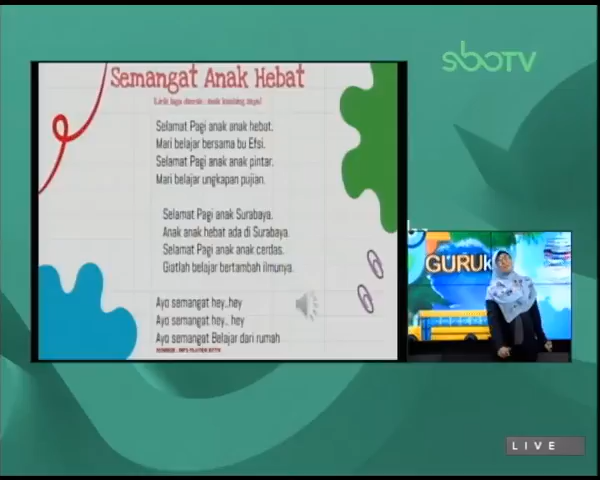 sboTV
Semangat Anak Hebat
Selamat Pagi anak anak hebat.
Mari belajar bersama bu Efsi.
Selamat Pagi anak anak pintar.
Mari belajar ungkapan pujian.
Selamat Pagi anak Surabaya.
Anak anak hebat ada di Surabaya.
Selamat Pagi anak anak cerdas.
Giatlah belajar bertambah ilmunya.
Ayo semangat hey..hey
Ayo semangat hey.. hey
Ayo semangat Belajar dari rumah
GURUk
LIVE